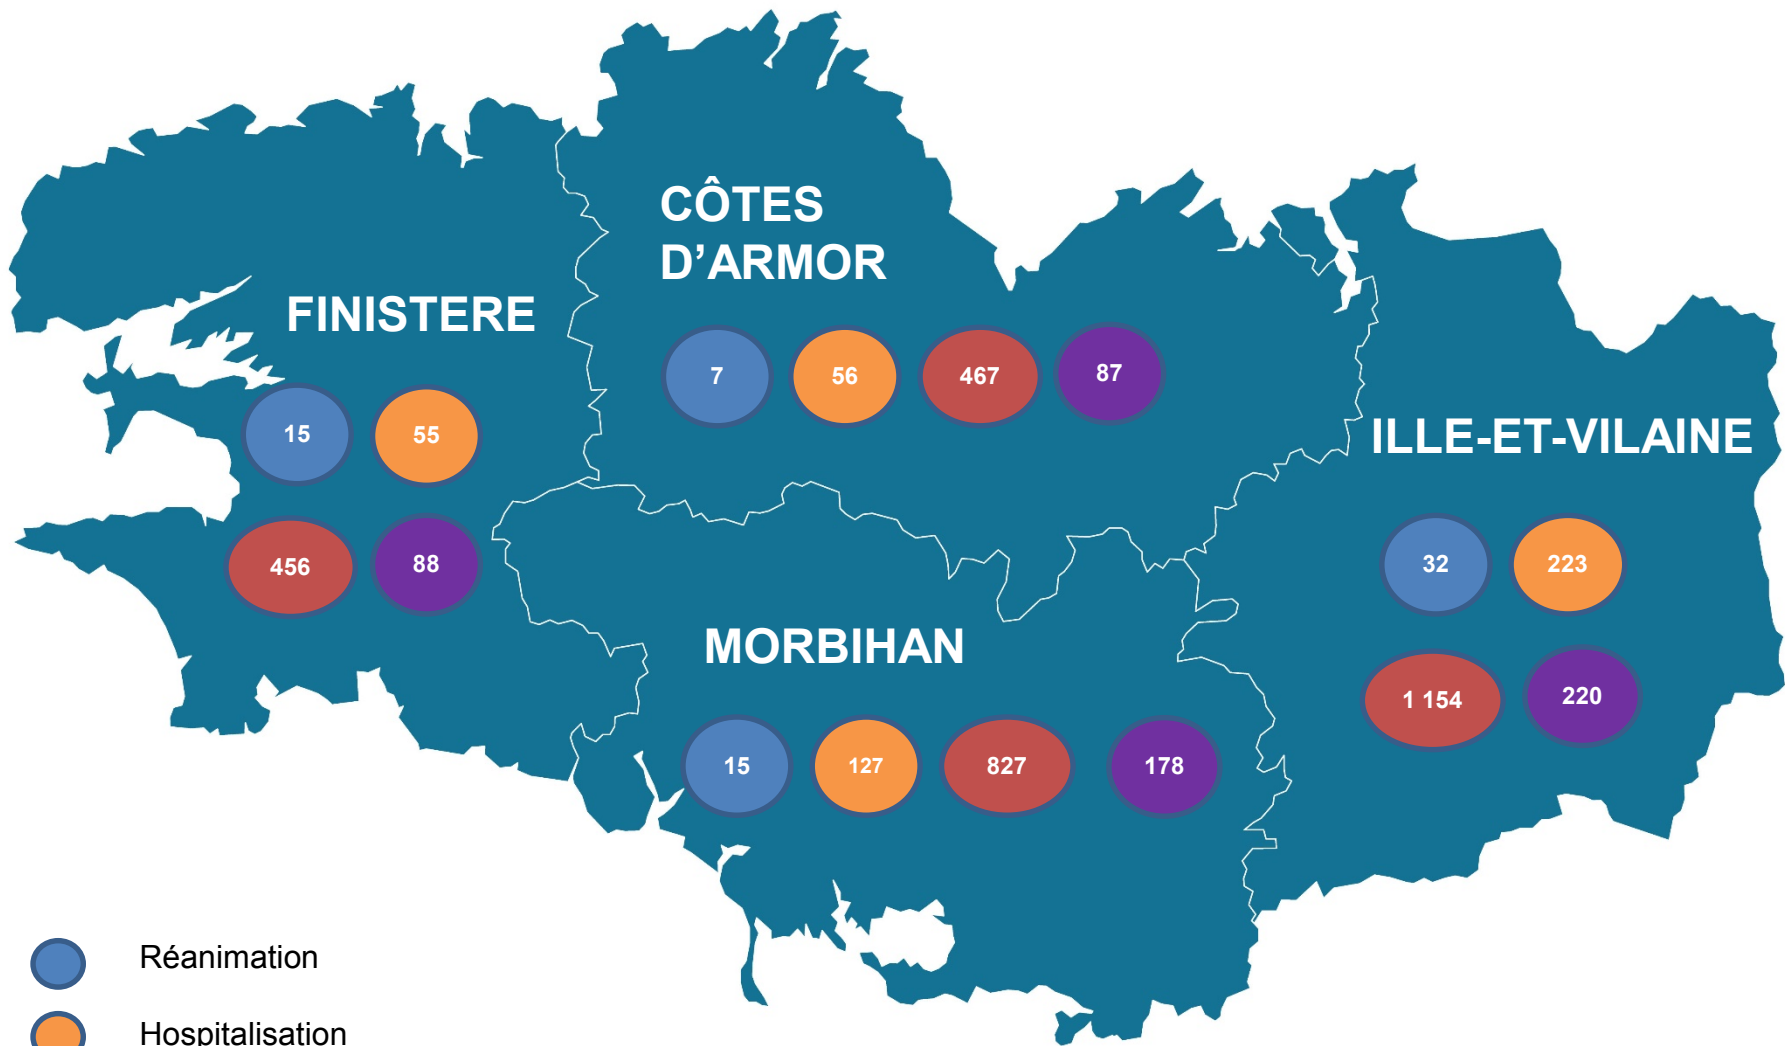 CÔTES
D’ARMOR
7 56 467 87
FINISTERE
15 55
456 88
ILLE-ET-VILAINE
32 223
1 154 220
MORBIHAN
15 127 827 178
Réanimation
Hospitalisation